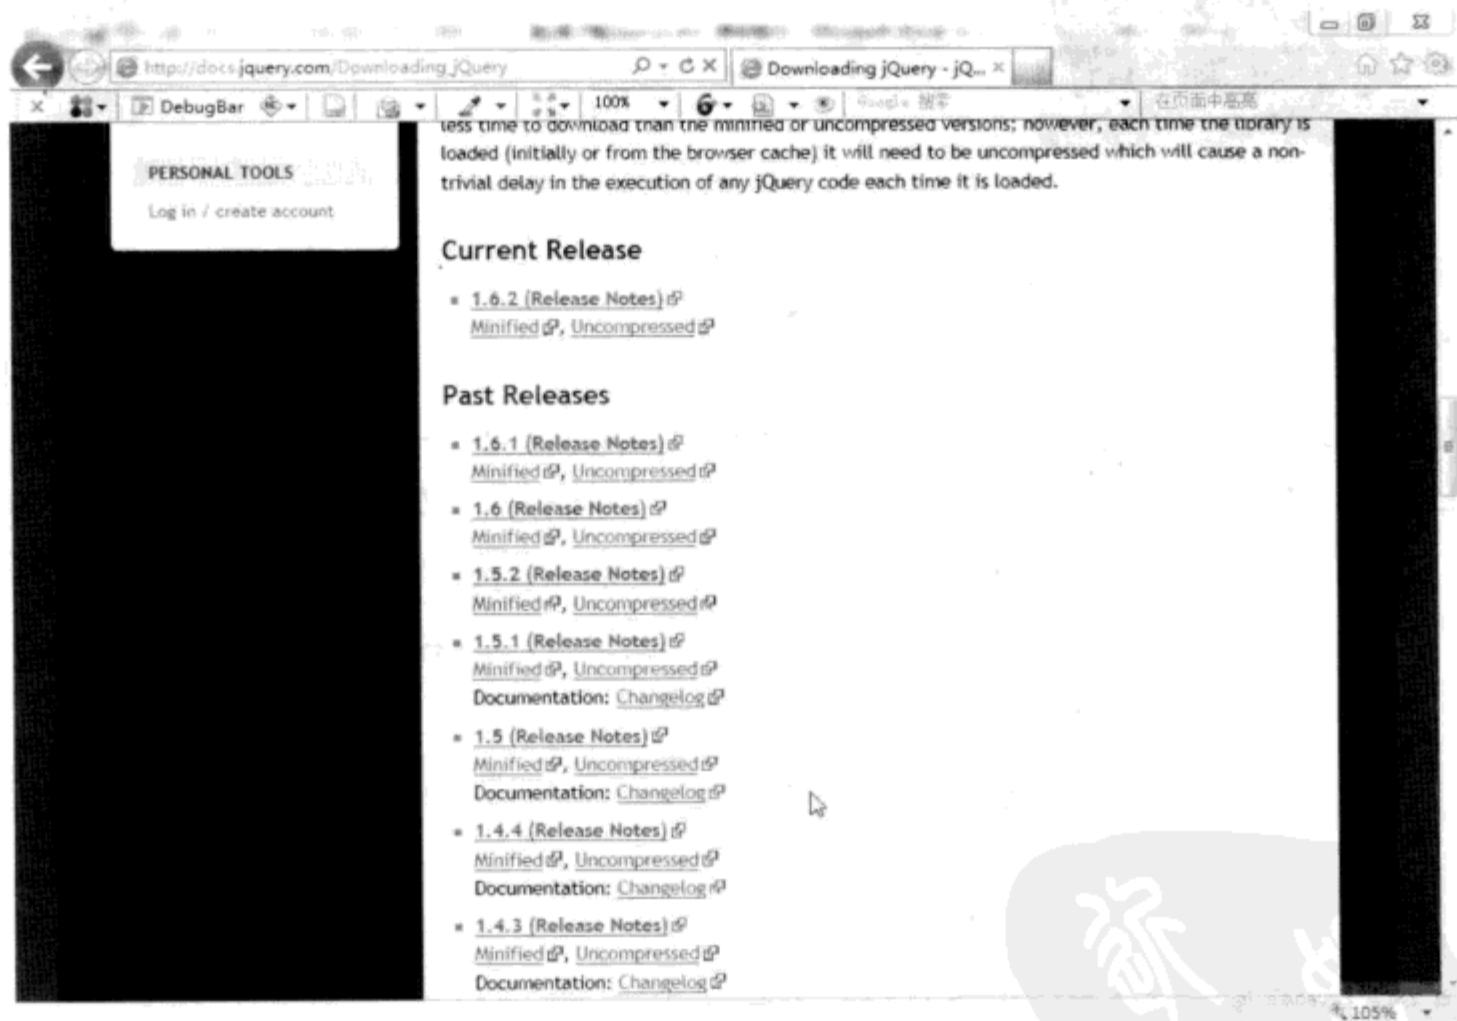 http://docs.jquery.com/Downloading_jQuery
Downloading jQuery - jQ...
DebugBar
100%
Google 搜索
less time to download than the minified or uncompressed versions; however, each time the library is
loaded (initially or from the browser cache) it will need to be uncompressed which will cause a non-
trivial delay in the execution of any jQuery code each time it is loaded.
PERSONAL TOOLS
Log in / create account
Current Release
1.6.2 (Release Notes)
Minified, Uncompressed
Past Releases
1.6.1 (Release Notes)
Minified, Uncompressed
1.6 (Release Notes)
Minified, Uncompressed
1.5.2 (Release Notes)
Minified, Uncompressed
1.5.1 (Release Notes)
Minified, Uncompressed
Documentation: Changelog
1.5 (Release Notes)
Minified, Uncompressed
Documentation: Changelog
1.4.4 (Release Notes)
Minified, Uncompressed
Documentation: Changelog
1.4.3 (Release Notes)
Minified, Uncompressed
Documentation: Changelog
105%